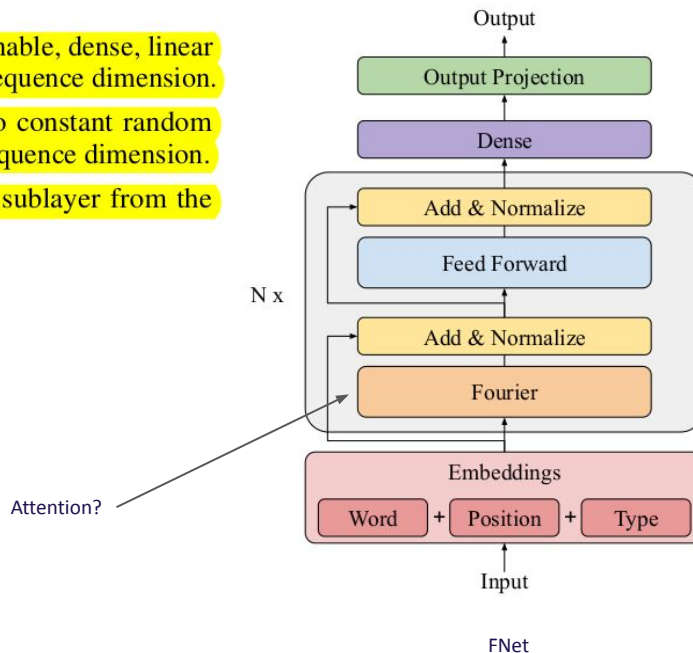 nable, dense, linear
equence dimension.
o constant random
quence dimension.
sublayer from the
Output
Output Projection
Dense
Add & Normalize
Feed Forward
N x
Add & Normalize
Fourier
Attention?
Embeddings
Word + Position + Type
Input
FNet